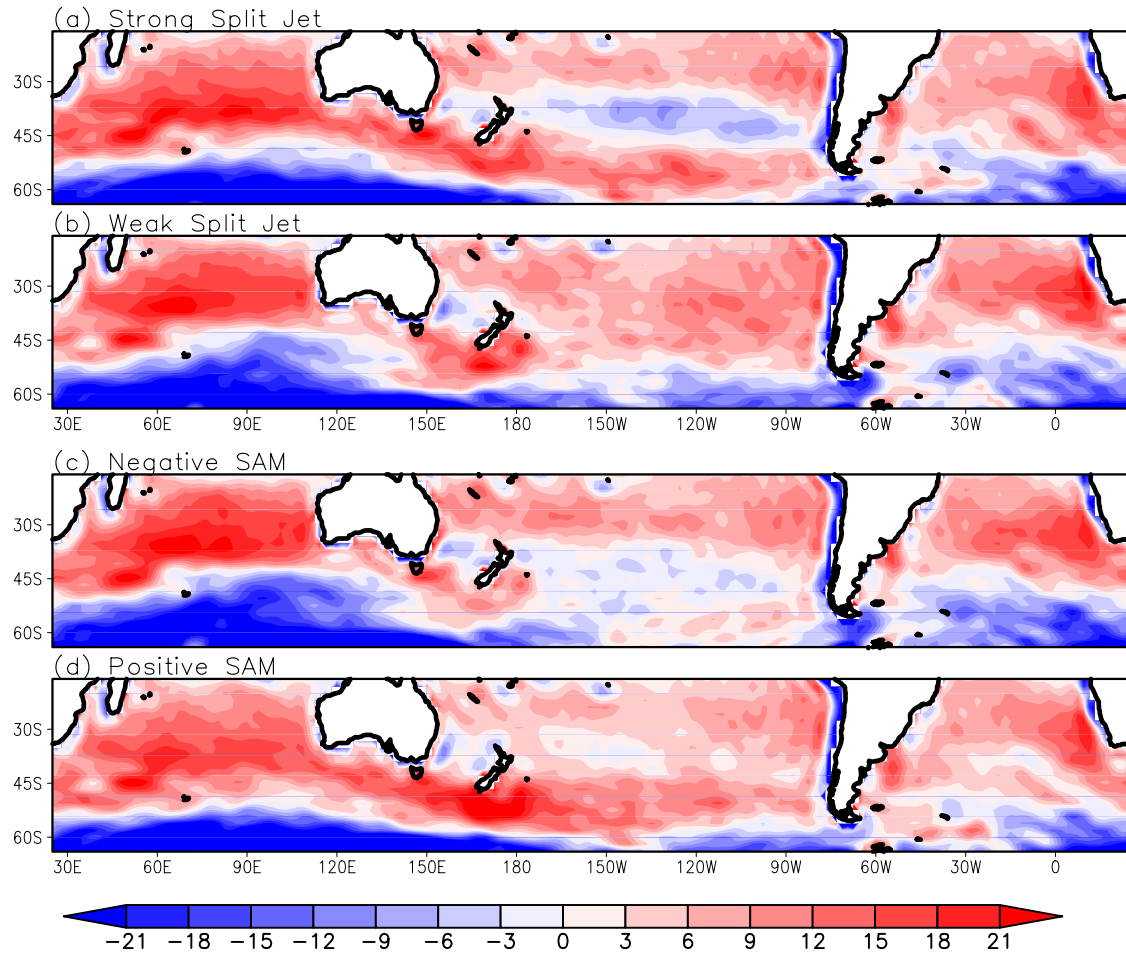 (a) Strong Split Jet
30S
45S
60S
(b) Weak Split Jet
30S
45S
60S
30E 60E 90E 120E 150E 180 150W 120W 90W 60W 30W 0
(c) Negative SAM
30S
45S
60S
(d) Positive SAM
30S
45S
60S
30E 60E 90E 120E 150E 180 150W 120W 90W 60W 30W 0
-21 -18 -15 -12 -9 -6 -3 0 3 6 9 12 15 18 21